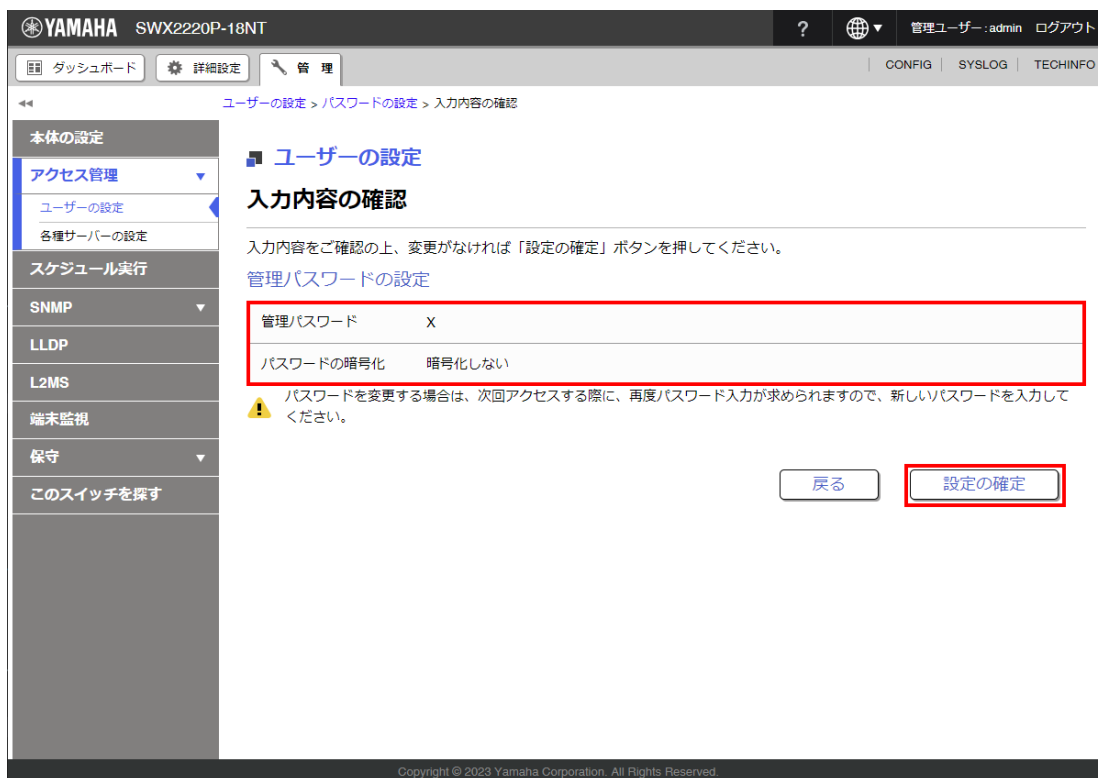 YAMAHA SWX2220P-18NT ? 管理ユーザー:admin ログアウト
ダッシュボード 詳細設定 管 理 CONFIG SYSLOG TECHINFO
ユーザーの設定 > パスワードの設定 > 入力内容の確認
本体の設定
アクセス管理
ユーザーの設定
各種サーバーの設定
スケジュール実行
SNMP
LLDP
L2MS
端末監視
保守
このスイッチを探す
ユーザーの設定
入力内容の確認
入力内容をご確認の上、変更がなければ「設定の確定」ボタンを押してください。
管理パスワードの設定
管理パスワード X
パスワードの暗号化 暗号化しない
パスワードを変更する場合は、次回アクセスする際に、再度パスワード入力が求められますので、新しいパスワードを入力して
ください。
戻る 設定の確定
Copyright © 2023 Yamaha Corporation. All Rights Reserved.